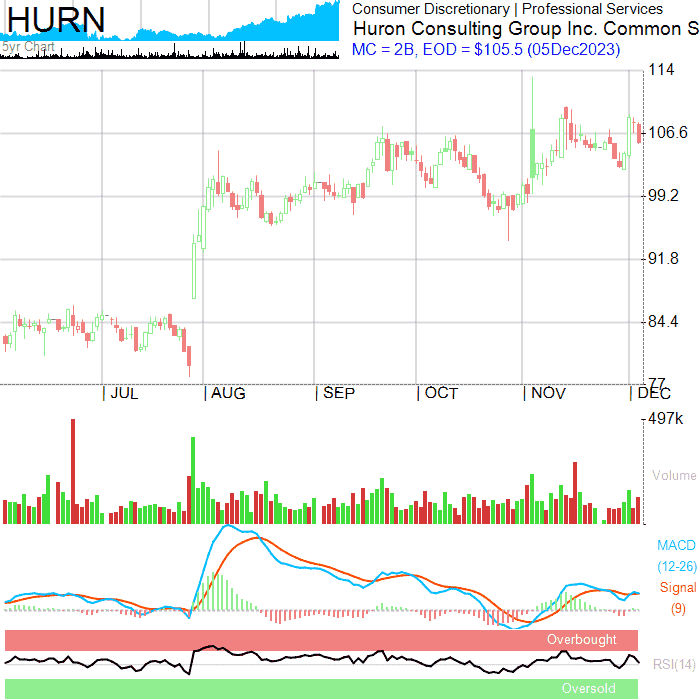 HURN
5yr Chart
Consumer Discretionary | Professional Services
Huron Consulting Group Inc. Common S
MC = 2B, EOD = $105.5 (05Dec2023)
114
106.6
99.2
91.8
84.4
77
| JUL | AUG | SEP | OCT | NOV | DEC
497k
Volume
MACD
(12-26)
Signal
(9)
Overbought
RSI(14)
Oversold